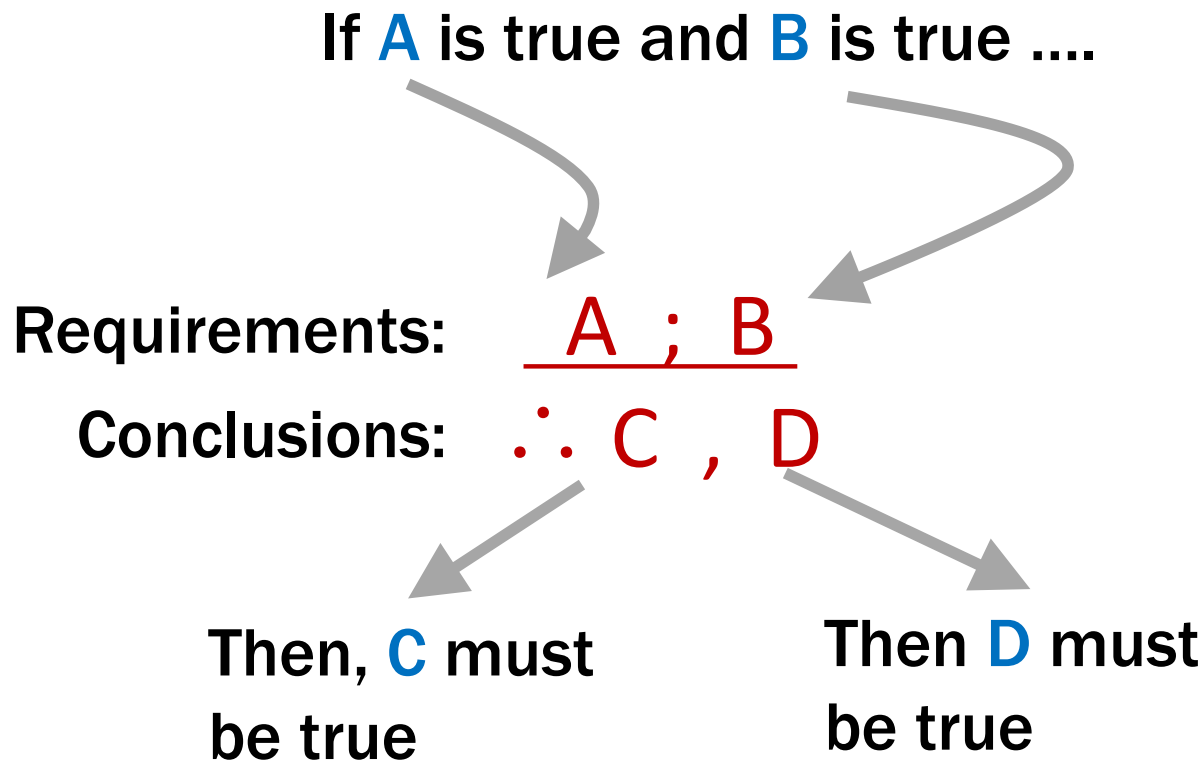 If A is true and B is true ....
Requirements: A ; B
Conclusions: ∴ C , D
Then, C must
be true
Then D must
be true